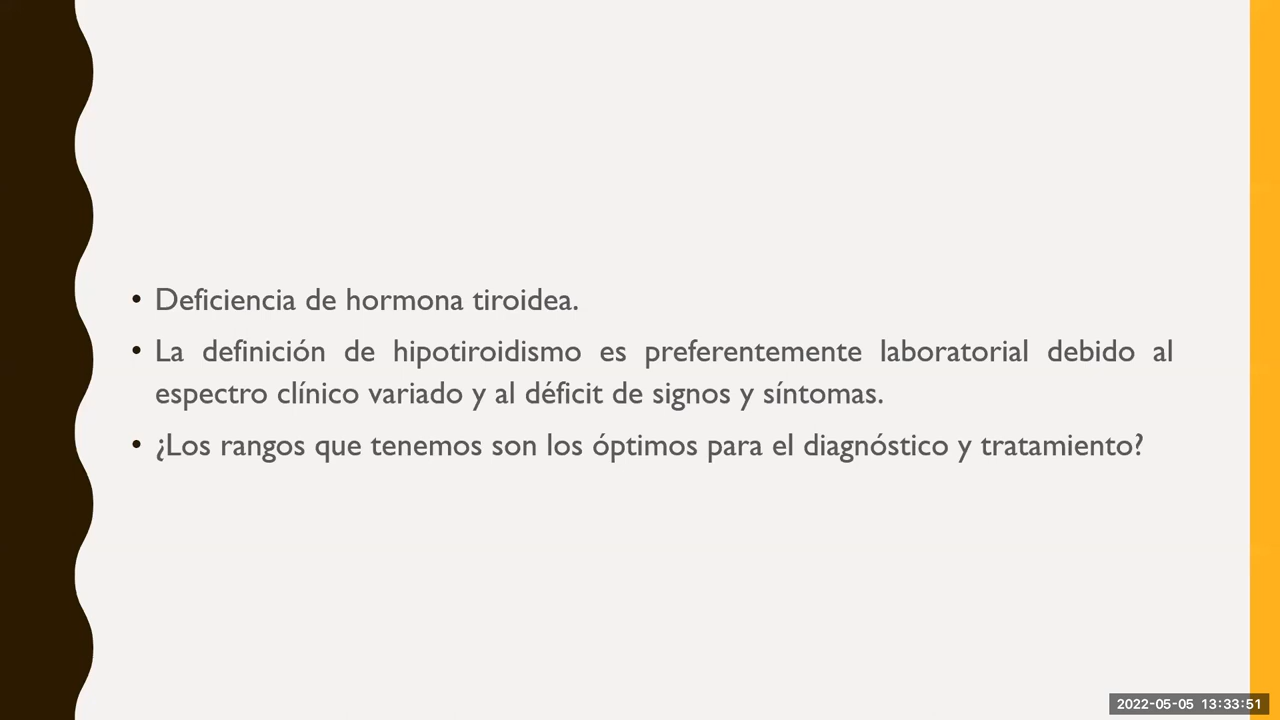 • Deficiencia de hormona tiroidea.
• La definición de hipotiroidismo es preferentemente laboratorial debido al
espectro clínico variado y al déficit de signos y síntomas.
• ¿Los rangos que tenemos son los óptimos para el diagnóstico y tratamiento?
2022-05-05 13:33:51